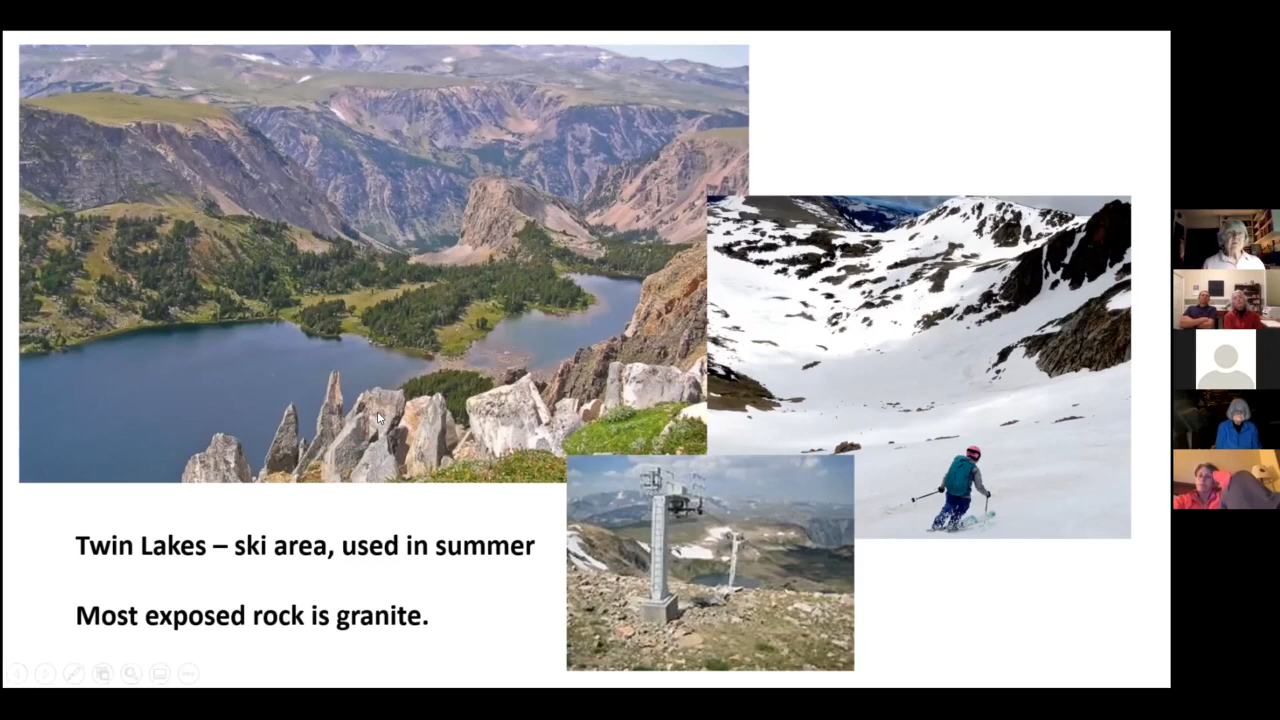 Twin Lakes – ski area, used in summer
Most exposed rock is granite.